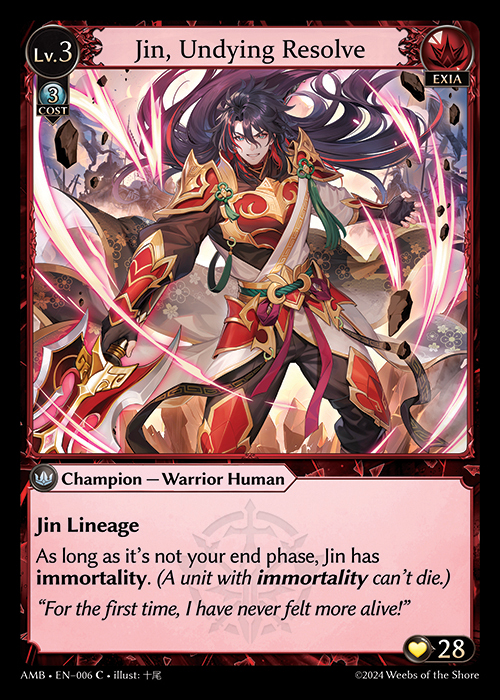 Lv.3
Jin, Undying Resolve
EXIA
3
COST
Champion — Warrior Human
Jin Lineage
As long as it's not your end phase, Jin has
immortality. (A unit with immortality can't die.)
“For the first time, I have never felt more alive!”
28
AMB • EN–006 C • illust: 十尾
©2024 Weebs of the Shore